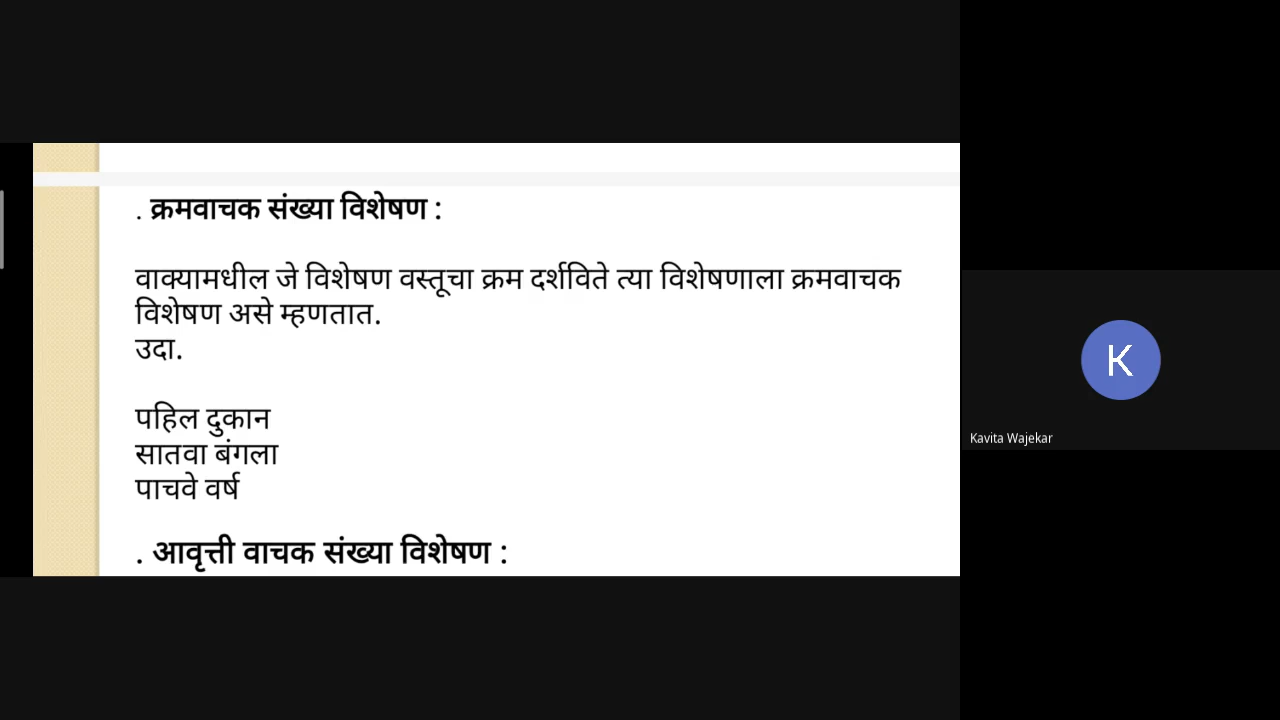 . क्रमवाचक संख्या विशेषण :
वाक्यामधील जे विशेषण वस्तूचा क्रम दर्शविते त्या विशेषणाला क्रमवाचक
विशेषण असे म्हणतात.
उदा.
पहिल दुकान
सातवा बंगला
पाचवे वर्ष
. आवृत्ती वाचक संख्या विशेषण :
K
Kavita Wajekar